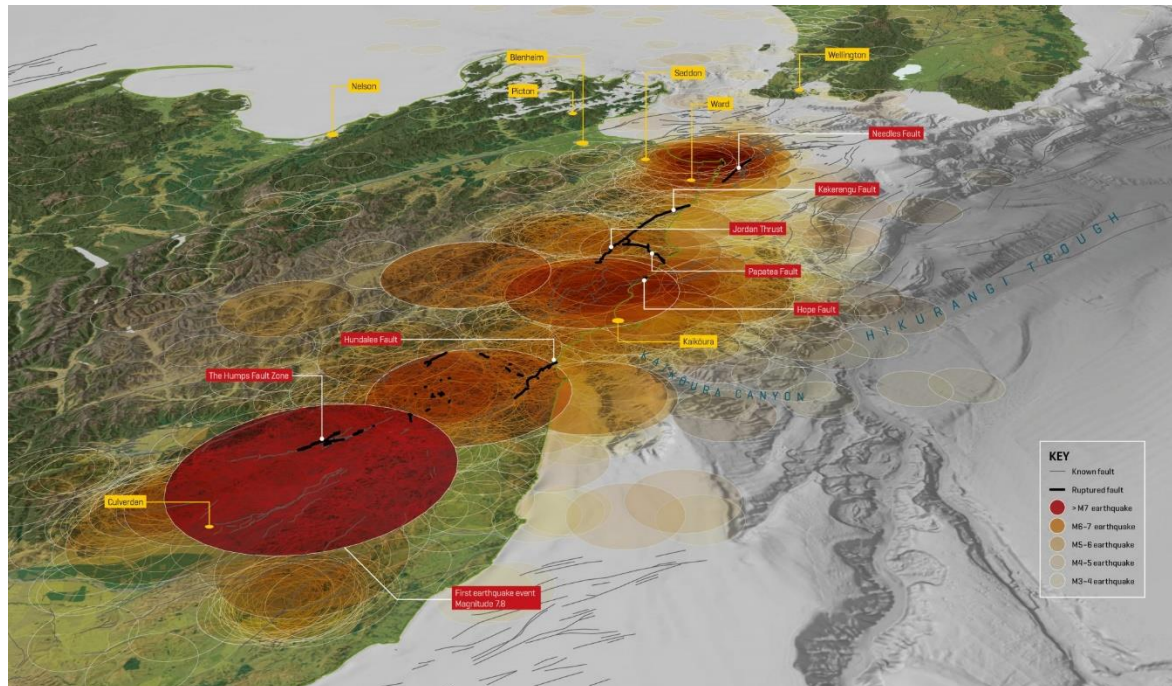 Blenheim
Wellington
Nelson
Picton
Seddon
Ward
Needles Fault
Kekerengu Fault
Jordan Thrust
Papatea Fault
Hope Fault
HIKURANGI TROUGH
Hundalee Fault
Kaikōura
The Humps Fault Zone
KAIKŌURA CANYON
Culverden
First earthquake event
Magnitude 7.8
KEY
Known fault
Ruptured fault
> M7 earthquake
M6–7 earthquake
M5–6 earthquake
M4–5 earthquake
M3–4 earthquake